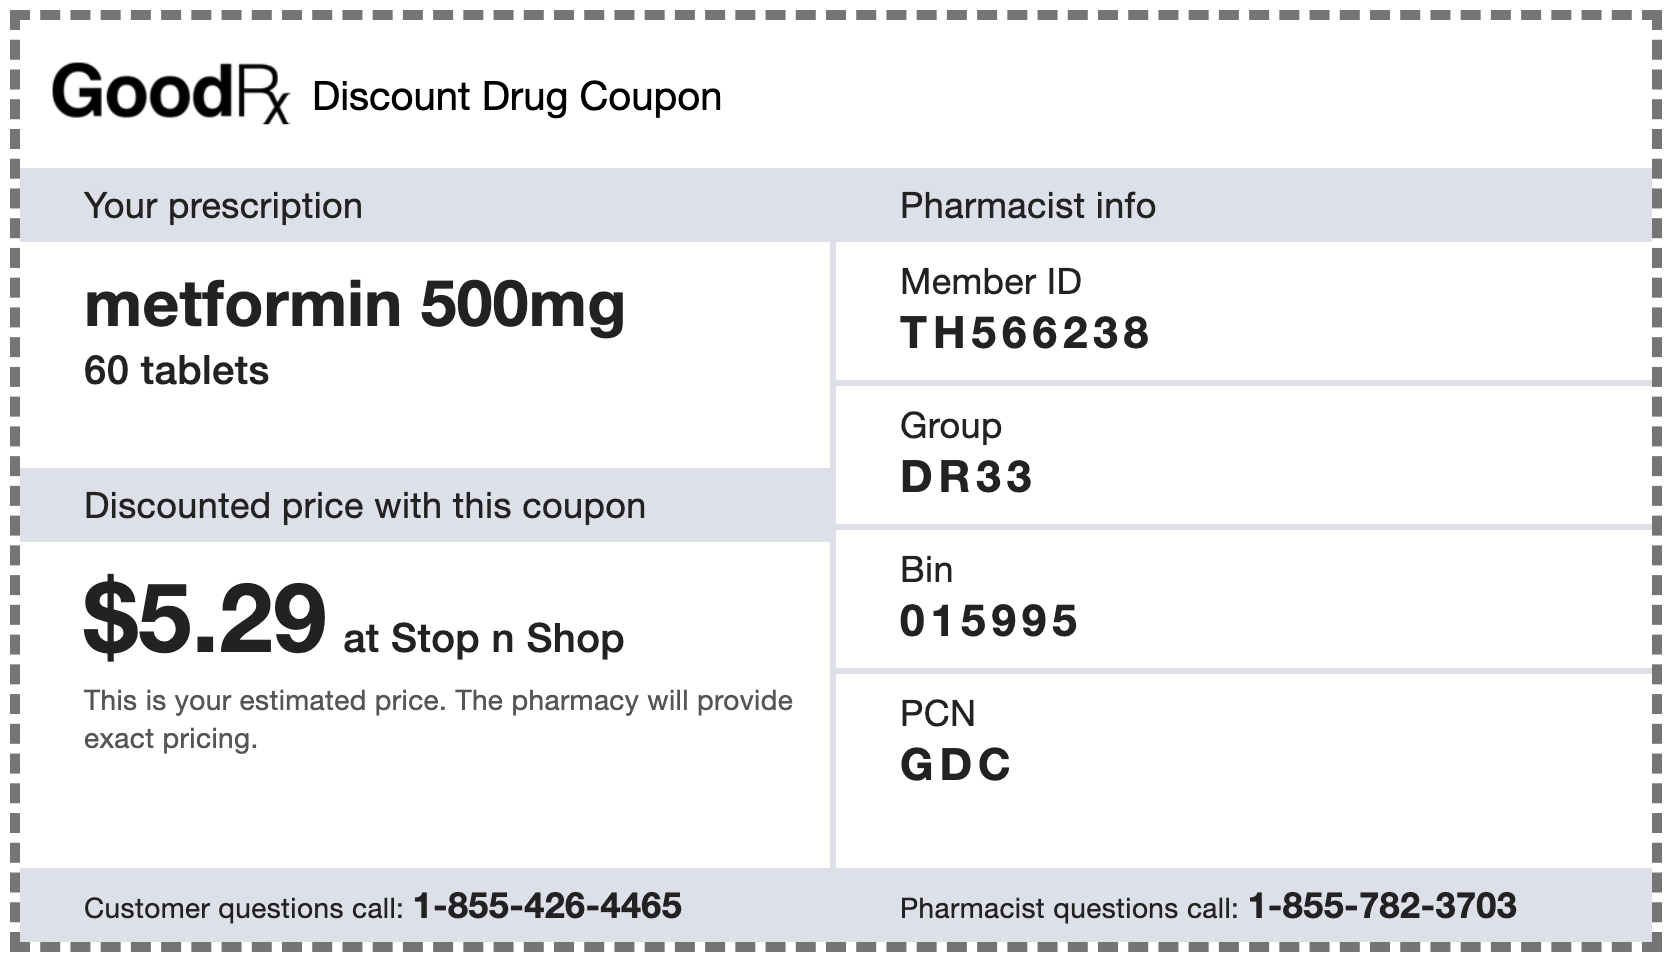 GoodRx Discount Drug Coupon
Your prescription
metformin 500mg
60 tablets
Discounted price with this coupon
$5.29 at Stop n Shop
This is your estimated price. The pharmacy will provide
exact pricing.
Pharmacist info
Member ID
TH566238
Group
DR33
Bin
015995
PCN
GDC
Customer questions call: 1-855-426-4465
Pharmacist questions call: 1-855-782-3703